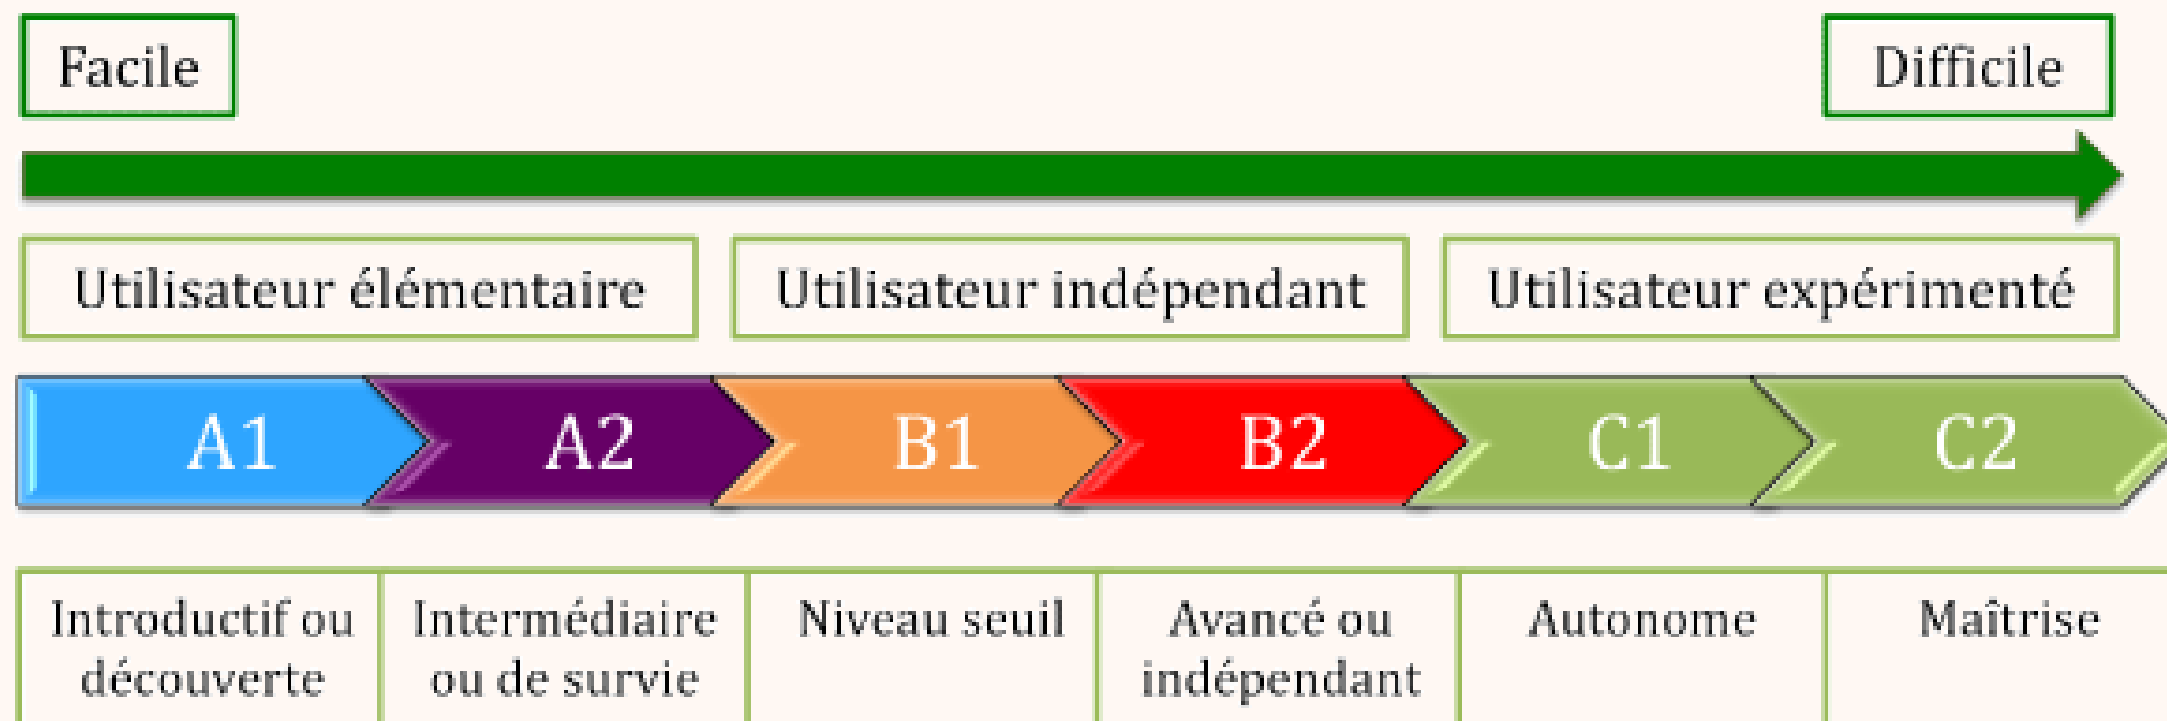 Facile
Difficile
Utilisateur élémentaire
Utilisateur indépendant
Utilisateur expérimenté
A1
A2
B1
B2
C1
C2
Introductif ou
découverte
Intermédiaire
ou de survie
Niveau seuil
Avancé ou
indépendant
Autonome
Maîtrise